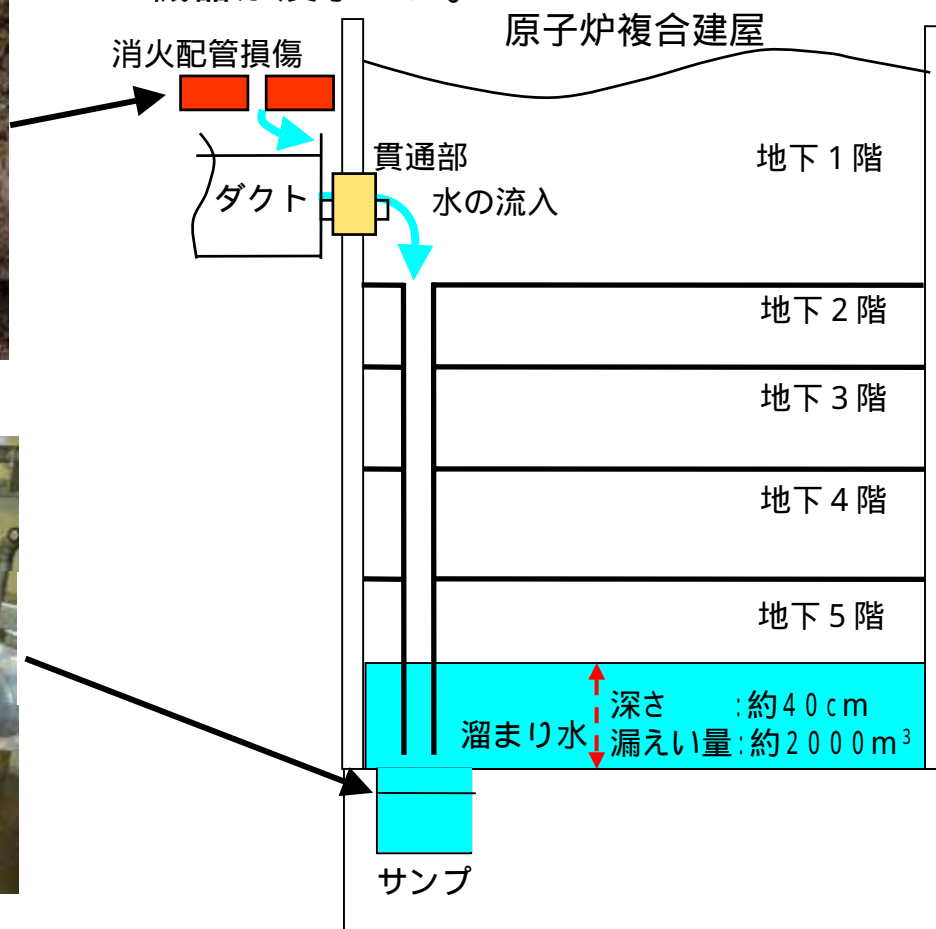 原子炉複合建屋
消火配管損傷
貫通部
地下1階
ダクト
水の流入
地下2階
地下3階
地下4階
地下5階
深さ　　:約40cm
溜まり水
漏えい量:約2000m³
サンプ